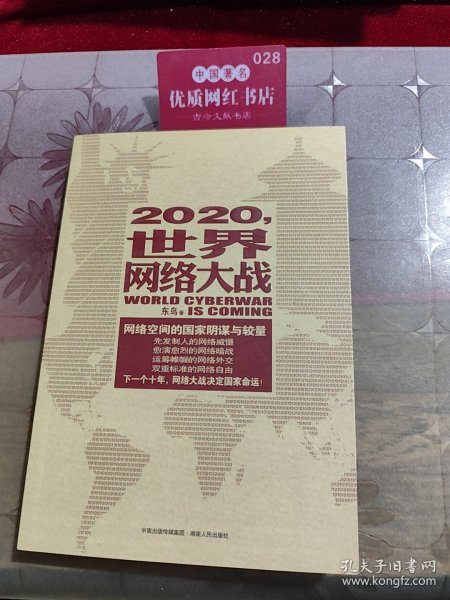 028
中国著名
优质网红书店
古今文献书店
2020,
世界
网络大战
WORLD CYBERWAR
东鸟 著 IS COMING
网络空间的国家阴谋与较量
先发制人的网络威慑
愈演愈烈的网络暗战
运筹帷幄的网络外交
双重标准的网络自由
下一个十年，网络大战决定国家命运！
中南出版传媒集团·湖南人民出版社
孔夫子旧书网
www.kongfz.com